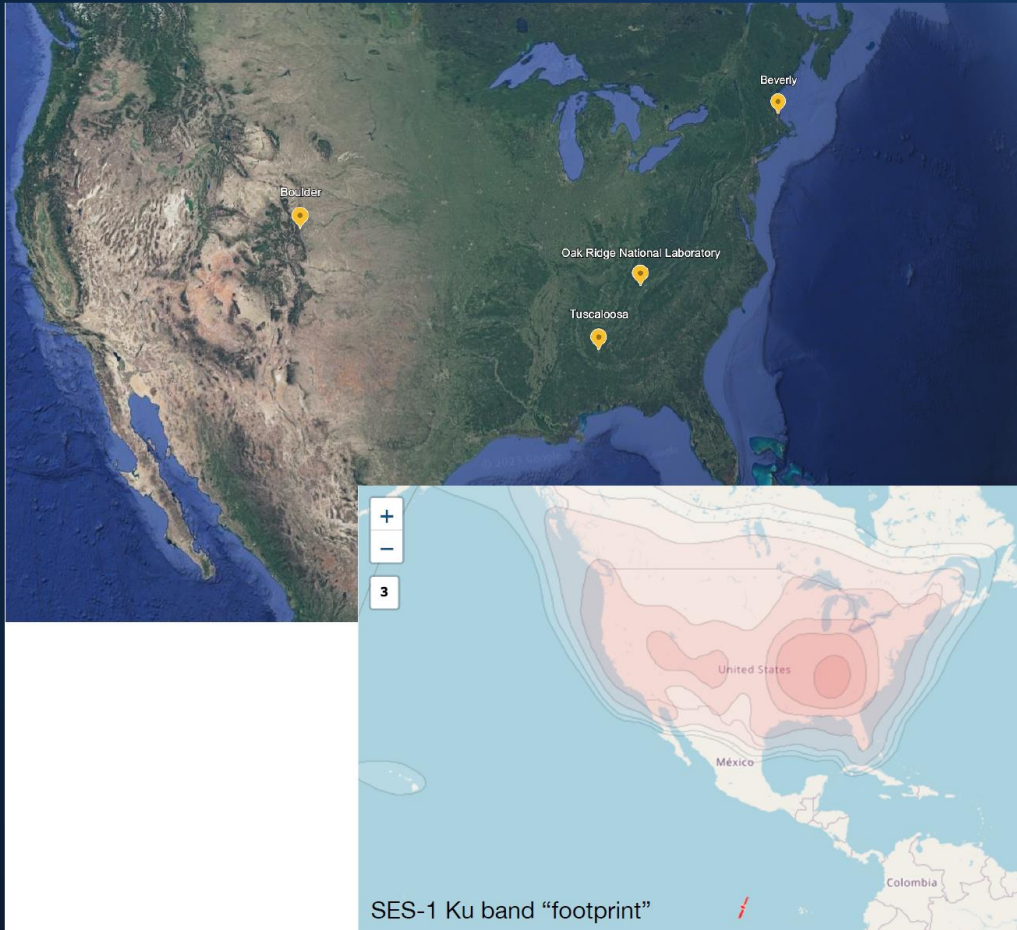 Beverly
Boulder
Oak Ridge National Laboratory
Tuscaloosa
+
−
3
United States
México
Colombia
SES-1 Ku band “footprint”